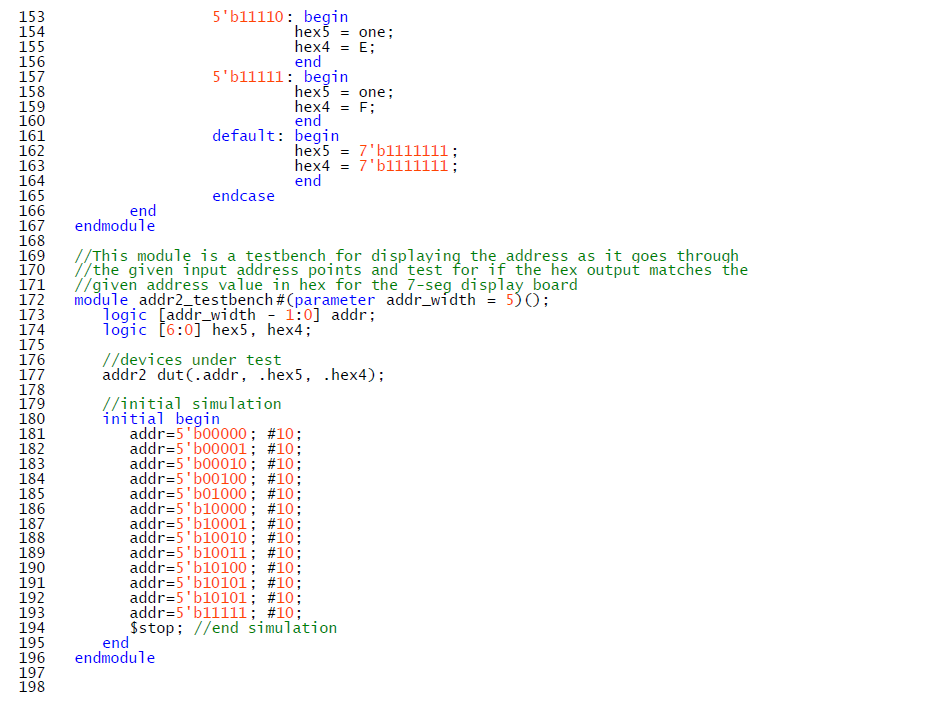 153 5'b11110: begin
154 hex5 = one;
155 hex4 = E;
156 end
157 5'b11111: begin
158 hex5 = one;
159 hex4 = F;
160 end
161 default: begin
162 hex5 = 7'b1111111;
163 hex4 = 7'b1111111;
164 end
165 endcase
166 end
167 endmodule
168
169 //This module is a testbench for displaying the address as it goes through
170 //the given input address points and test for if the hex output matches the
171 //given address value in hex for the 7-seg display board
172 module addr2_testbench#(parameter addr_width = 5)();
173 logic [addr_width - 1:0] addr;
174 logic [6:0] hex5, hex4;
175
176 //devices under test
177 addr2 dut(.addr, .hex5, .hex4);
178
179 //initial simulation
180 initial begin
181 addr=5'b00000; #10;
182 addr=5'b00001; #10;
183 addr=5'b00010; #10;
184 addr=5'b00100; #10;
185 addr=5'b01000; #10;
186 addr=5'b10000; #10;
187 addr=5'b10001; #10;
188 addr=5'b10010; #10;
189 addr=5'b10011; #10;
190 addr=5'b10100; #10;
191 addr=5'b10101; #10;
192 addr=5'b10101; #10;
193 addr=5'b11111; #10;
194 $stop; //end simulation
195 end
196 endmodule
197
198